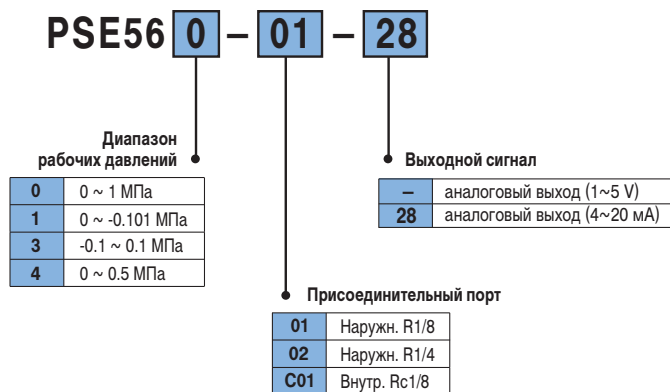 PSE56 0 – 01 – 28
Диапазон
рабочих давлений
0 0 ~ 1 МПа
1 0 ~ -0.101 МПа
3 -0.1 ~ 0.1 МПа
4 0 ~ 0.5 МПа
Выходной сигнал
– аналоговый выход (1~5 V)
28 аналоговый выход (4~20 мА)
Присоединительный порт
01 Наружн. R1/8
02 Наружн. R1/4
C01 Внутр. Rc1/8